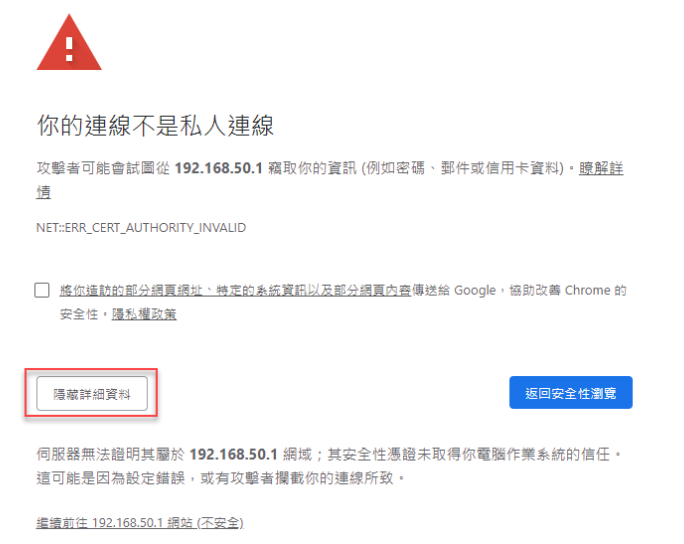 你的連線不是私人連線
攻擊者可能會試圖從 192.168.50.1 竊取你的資訊 (例如密碼、郵件或信用卡資料)。瞭解詳
情
NET::ERR_CERT_AUTHORITY_INVALID
將你造訪的部分網頁網址、特定的系統資訊以及部分網頁內容傳送給 Google，協助改善 Chrome 的
安全性。隱私權政策
隱藏詳細資料
返回安全性瀏覽
伺服器無法證明其屬於 192.168.50.1 網域；其安全性憑證未取得你電腦作業系統的信任。
這可能是因為設定錯誤，或有攻擊者攔截你的連線所致。
繼續前往 192.168.50.1 網站 (不安全)